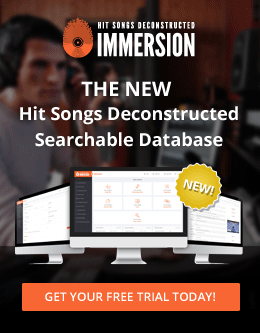 HIT SONGS DECONSTRUCTED
IMMERSION
THE NEW
Hit Songs Deconstructed
Searchable Database
NEW!
GET YOUR FREE TRIAL TODAY!